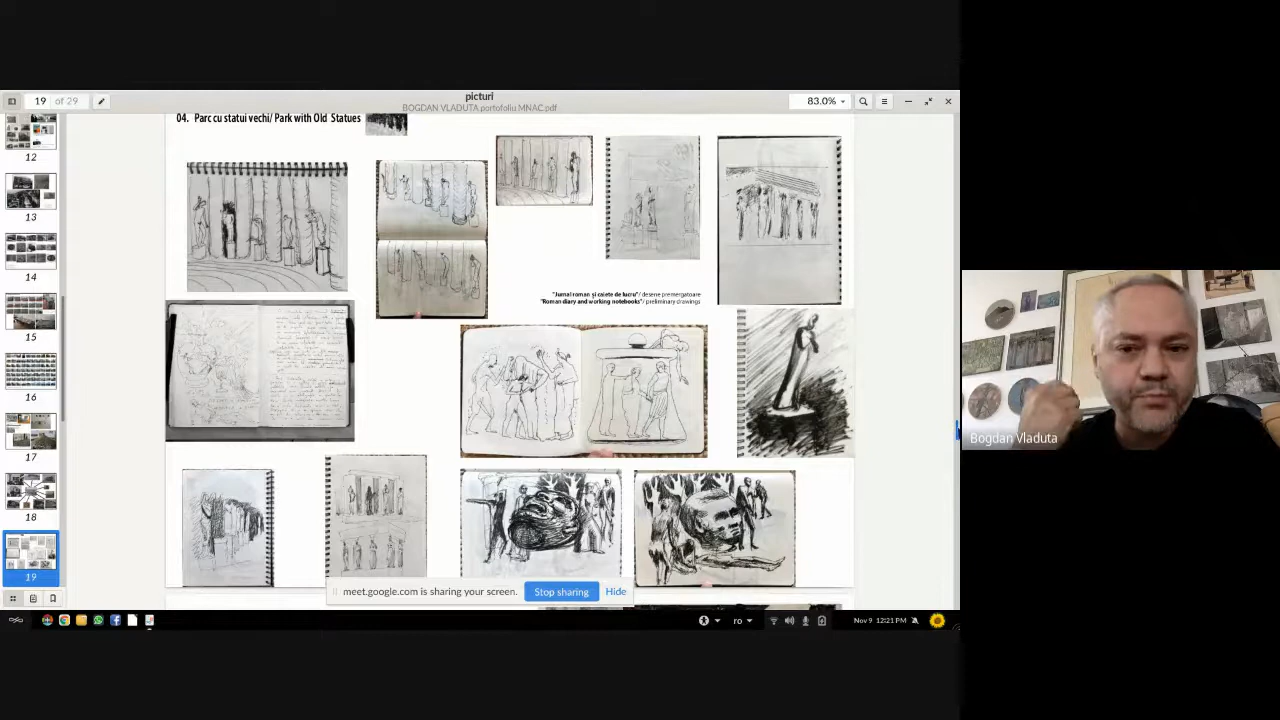 19 of 29
picturi
BOGDAN VLADUTA portofoliu MNAC.pdf
83.0%
12
13
14
15
16
17
18
19
04. Parc cu statui vechi/ Park with Old Statues
"Jurnal roman și caiete de lucru"/ desene premergatoare
"Roman diary and working notebooks"/ preliminary drawings
meet.google.com is sharing your screen.
Stop sharing
Hide
ro
Nov 9 12:21 PM
Bogdan Vladuta